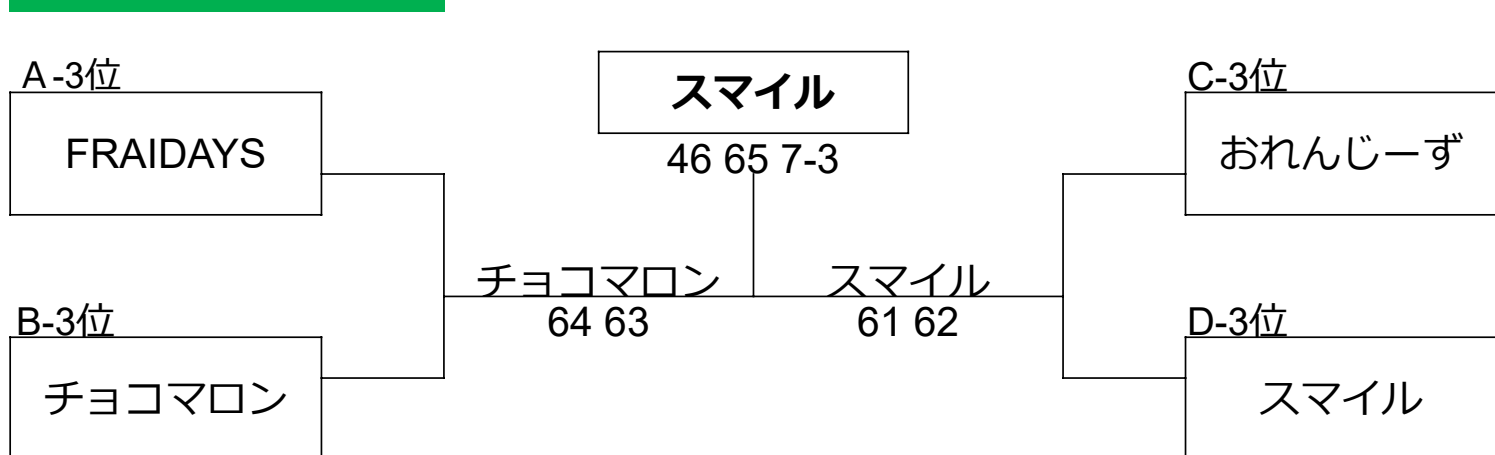 A-3位
スマイル
C-3位
FRAIDAYS
46 65 7-3
おれんじーず
チョコマロン
スマイル
64 63
61 62
B-3位
D-3位
チョコマロン
スマイル